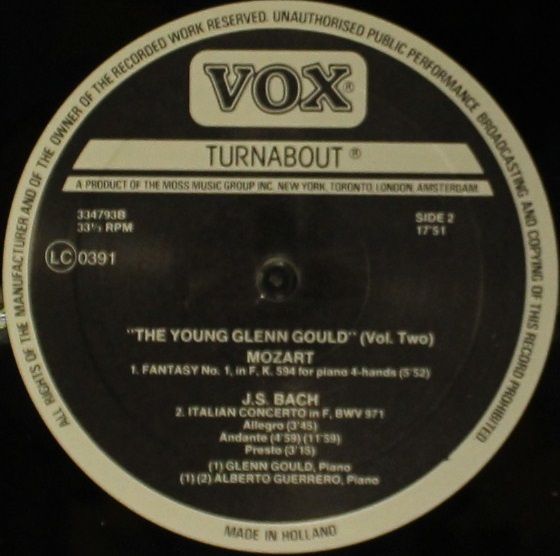 ALL RIGHTS OF THE MANUFACTURER AND OF THE OWNER OF THE RECORDED WORK RESERVED. UNAUTHORISED PUBLIC PERFORMANCE, BROADCASTING AND COPYING OF THIS RECORD PROHIBITED
VOX®
TURNABOUT ®
A PRODUCT OF THE MOSS MUSIC GROUP INC. NEW YORK, TORONTO, LONDON, AMSTERDAM.
334793B SIDE 2
33⅓ RPM 17'51
LC 0391
"THE YOUNG GLENN GOULD" (Vol. Two)
MOZART
1. FANTASY No. 1, in F, K. 594 for piano 4-hands (5'52)
J.S. BACH
2. ITALIAN CONCERTO in F, BWV 971
Allegro (3'45)
Andante (4'59) (11'59)
Presto (3'15)
(1) GLENN GOULD, Piano
(1) (2) ALBERTO GUERRERO, Piano
MADE IN HOLLAND